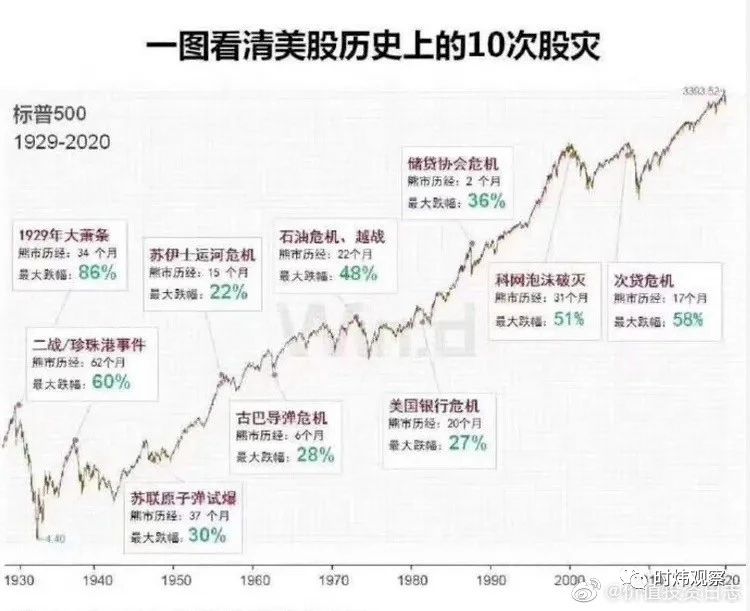 一图看清美股历史上的10次股灾
标普500
1929-2020
3393.52
储贷协会危机
熊市历经：2 个月
最大跌幅：36%
1929年大萧条
熊市历经：34 个月
最大跌幅：86%
苏伊士运河危机
熊市历经：15 个月
最大跌幅：22%
石油危机、越战
熊市历经：22个月
最大跌幅：48%
科网泡沫破灭
熊市历经：31个月
最大跌幅：51%
次贷危机
熊市历经：17个月
最大跌幅：58%
二战/珍珠港事件
熊市历经：62个月
最大跌幅：60%
Wind
古巴导弹危机
熊市历经：6个月
最大跌幅：28%
美国银行危机
熊市历经：20个月
最大跌幅：27%
苏联原子弹试爆
熊市历经：37 个月
最大跌幅：30%
4.40
1930 1940 1950 1960 1970 1980 1990 2000 2010 2020
时炜观察
@价值投资日志